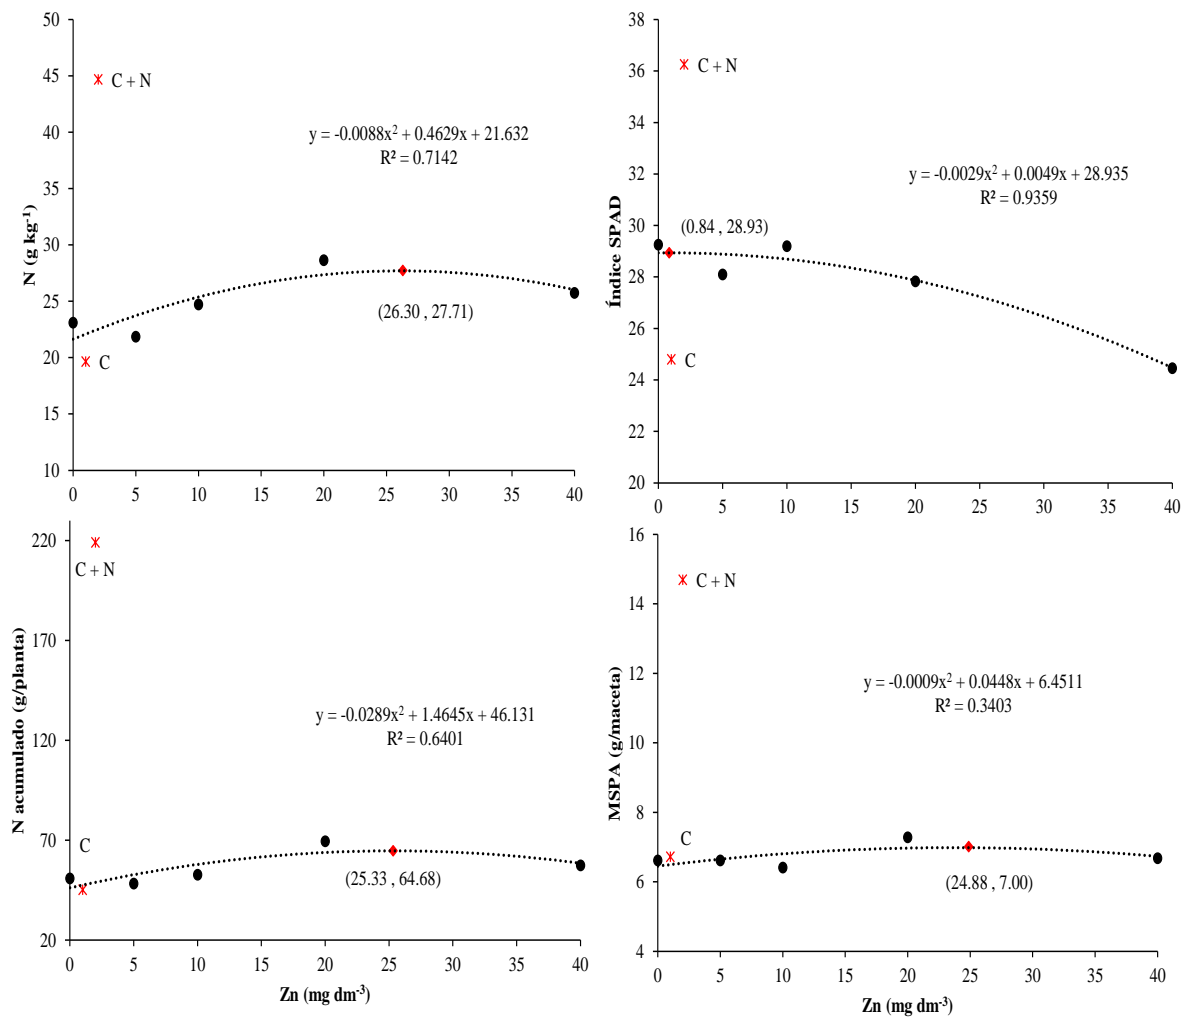 50
45
40
35
30
25
20
15
10
N (g kg⁻¹)
C + N
y = -0.0088x² + 0.4629x + 21.632
R² = 0.7142
(26.30 , 27.71)
C
0 5 10 15 20 25 30 35 40
38
36
34
32
30
28
26
24
22
20
Índice SPAD
C + N
y = -0.0029x² + 0.0049x + 28.935
R² = 0.9359
(0.84 , 28.93)
C
0 5 10 15 20 25 30 35 40
220
170
120
70
20
N acumulado (g/planta)
C + N
y = -0.0289x² + 1.4645x + 46.131
R² = 0.6401
C
(25.33 , 64.68)
0 5 10 15 20 25 30 35 40
Zn (mg dm⁻³)
16
14
12
10
8
6
4
MSPA (g/maceta)
C + N
y = -0.0009x² + 0.0448x + 6.4511
R² = 0.3403
C
(24.88 , 7.00)
0 5 10 15 20 25 30 35 40
Zn (mg dm⁻³)